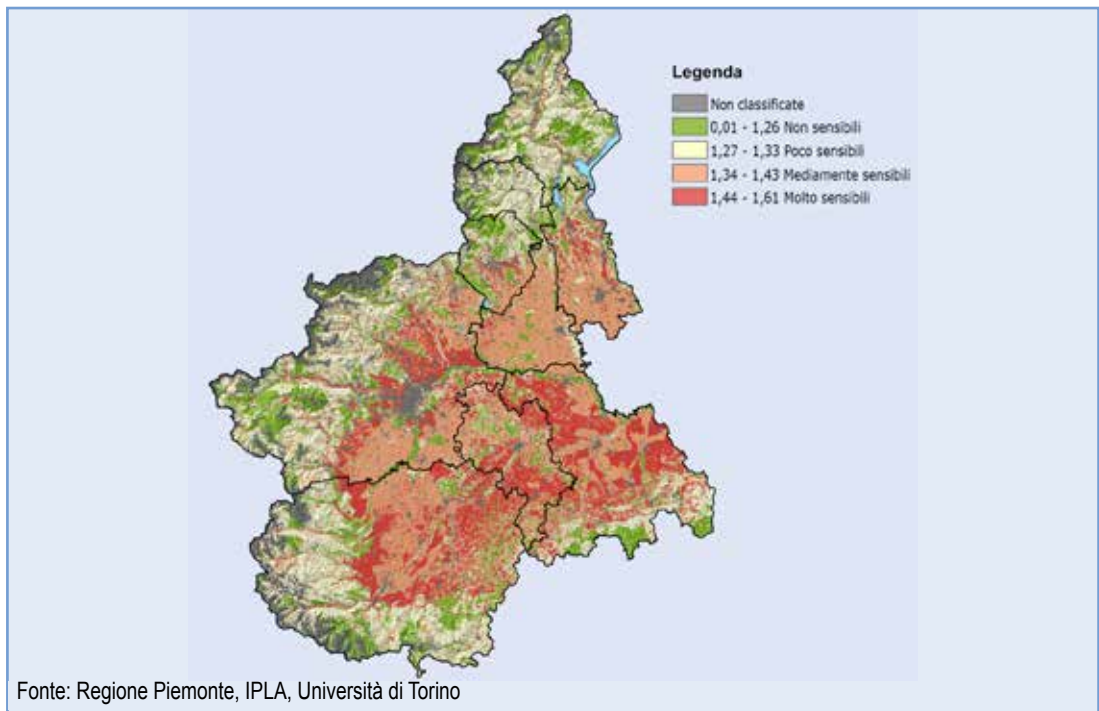 Legenda
Non classificate
0,01 - 1,26 Non sensibili
1,27 - 1,33 Poco sensibili
1,34 - 1,43 Mediamente sensibili
1,44 - 1,61 Molto sensibili
Fonte: Regione Piemonte, IPLA, Università di Torino